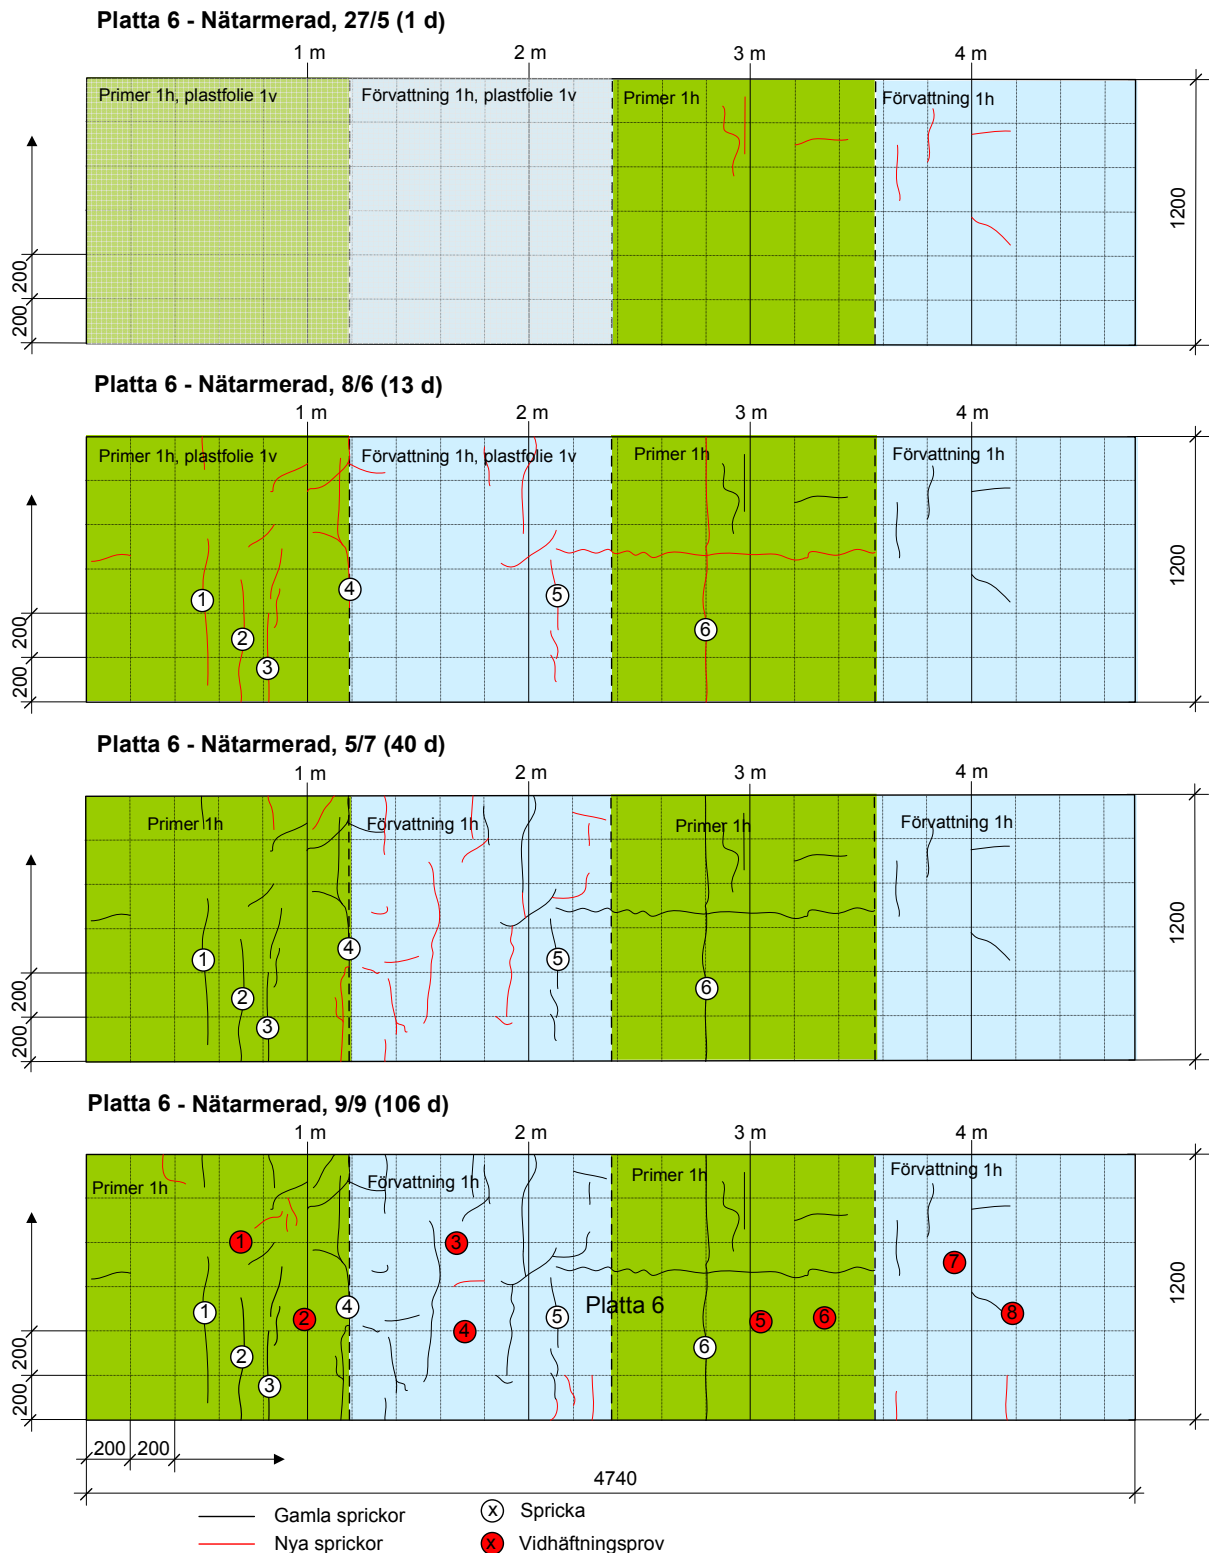 Platta 6 - Nätarmerad, 27/5 (1 d)
1 m 2 m 3 m 4 m
Primer 1h, plastfolie 1v Förvattning 1h, plastfolie 1v Primer 1h Förvattning 1h
200
200
1200
Platta 6 - Nätarmerad, 8/6 (13 d)
1 m 2 m 3 m 4 m
Primer 1h, plastfolie 1v Förvattning 1h, plastfolie 1v Primer 1h Förvattning 1h
1 2 3 4 5 6
200
200
1200
Platta 6 - Nätarmerad, 5/7 (40 d)
1 m 2 m 3 m 4 m
Primer 1h Förvattning 1h Primer 1h Förvattning 1h
1 2 3 4 5 6
200
200
1200
Platta 6 - Nätarmerad, 9/9 (106 d)
1 m 2 m 3 m 4 m
Primer 1h Förvattning 1h Primer 1h Förvattning 1h
1 3 7
1 2 4 5 Platta 6 5 6 8
2 4 6
3
200
200
1200
200 200
4740
Gamla sprickor x Spricka
Nya sprickor x Vidhäftningsprov